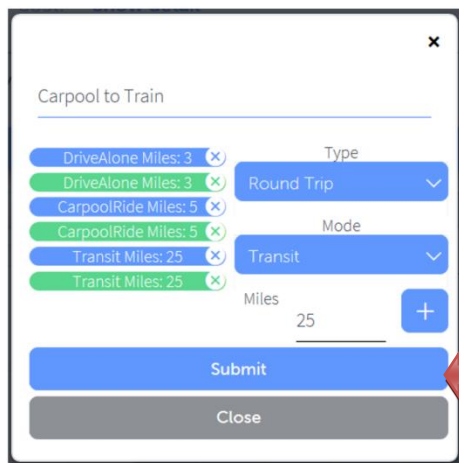 ×
Carpool to Train
DriveAlone Miles: 3 ×
DriveAlone Miles: 3 ×
CarpoolRide Miles: 5 ×
CarpoolRide Miles: 5 ×
Transit Miles: 25 ×
Transit Miles: 25 ×
Type
Round Trip
Mode
Transit
Miles
25
+
Submit
Close